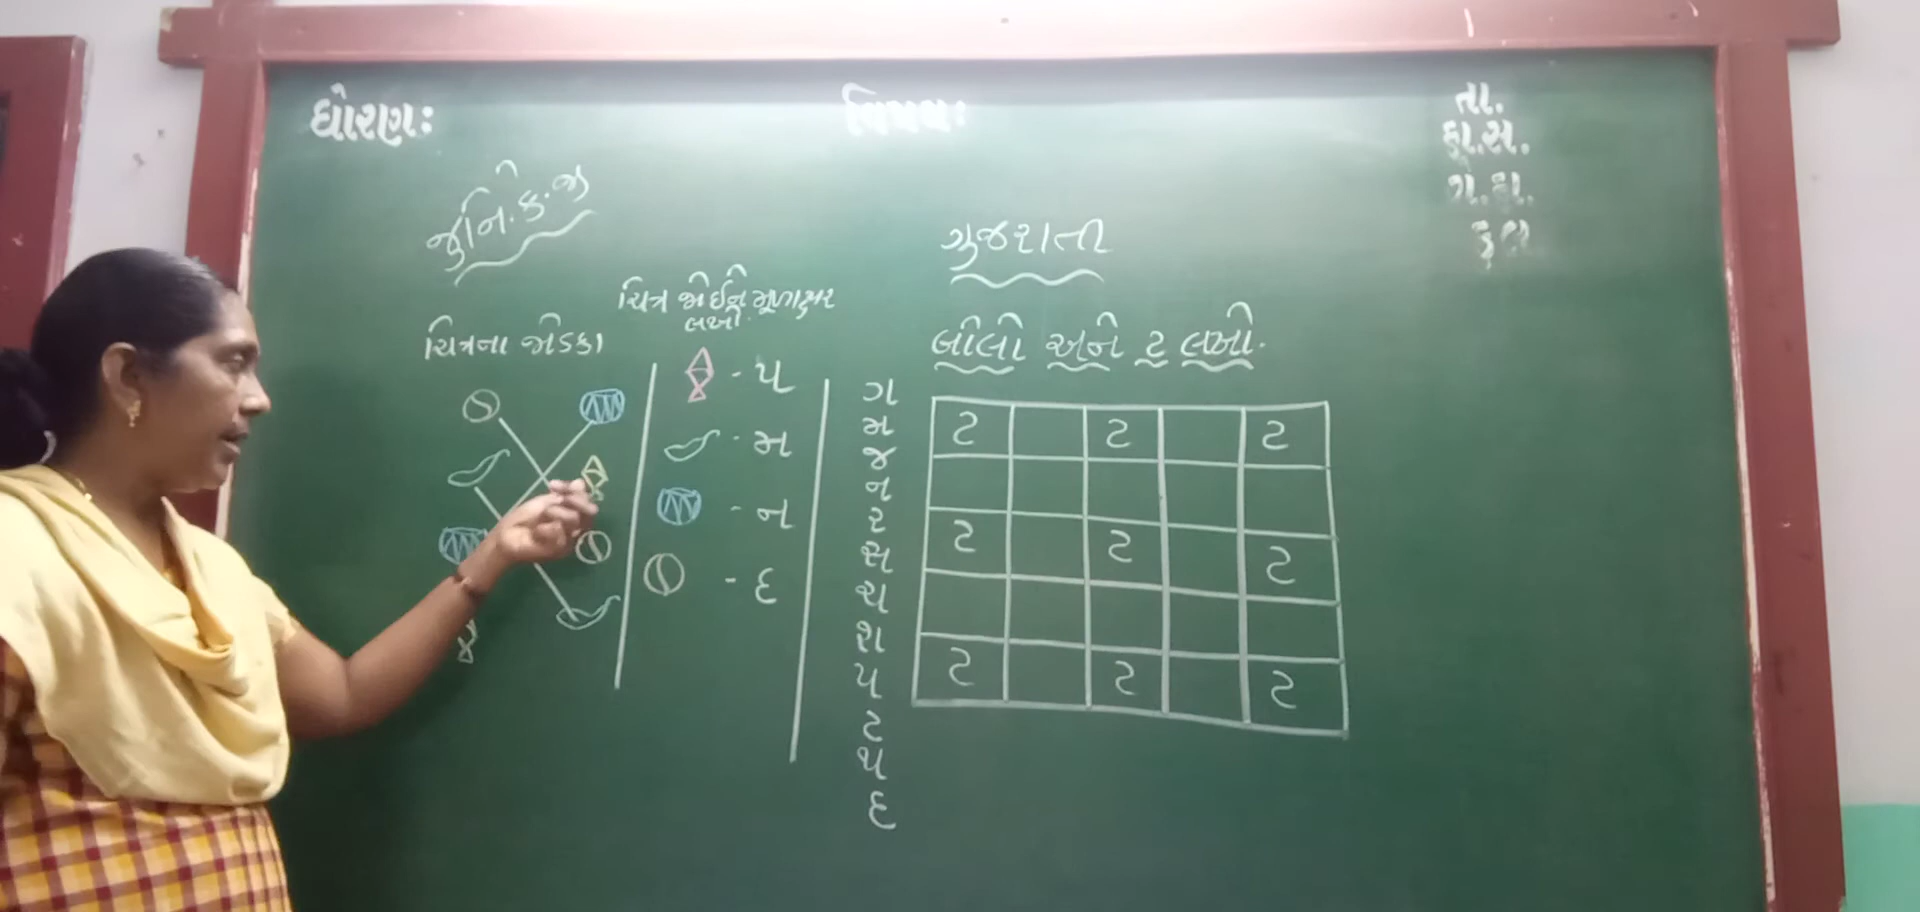 ધોરણ:
વિષય:
તા.
કા.સ.
ગે.હા.
કુલ
જુનિ.કે.જી
ગુજરાતી
ચિત્રના જોડકા
ચિત્ર જોઈને મૂળાક્ષર
લખો.
- પ
- મ
- ન
- દ
બોલો અને ટ લખો.
ગ
મ
જ
ન
ર
સ
ચ
શ
પ
ટ
થ
દ
ટ ટ ટ
ટ ટ ટ
ટ ટ ટ